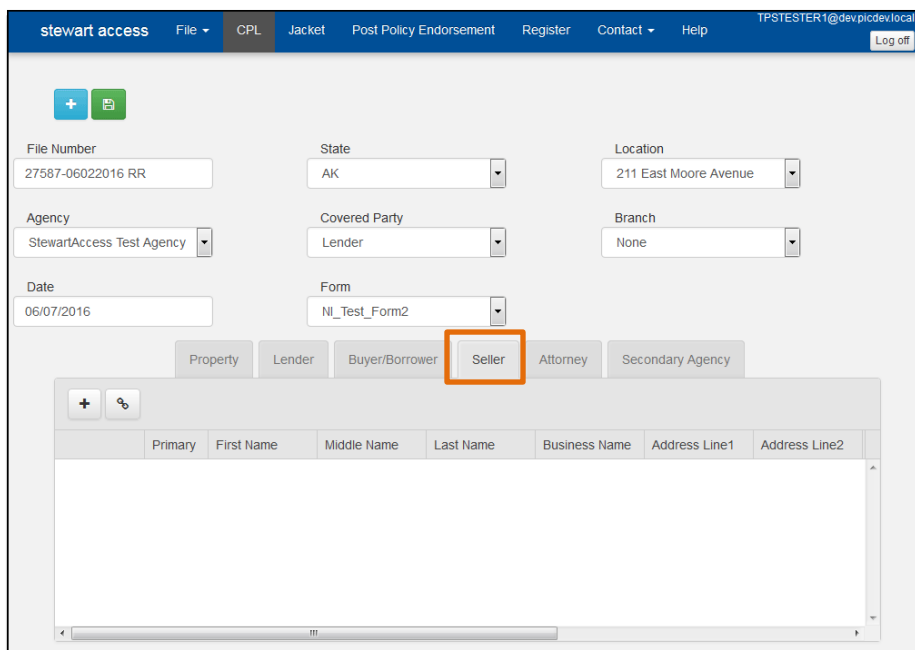 TPSTESTER1@dev.picdev.local
stewart access File CPL Jacket Post Policy Endorsement Register Contact Help
Log off
File Number State Location
27587-06022016 RR AK 211 East Moore Avenue
Agency Covered Party Branch
StewartAccess Test Agency Lender None
Date Form
06/07/2016 NI_Test_Form2
Property Lender Buyer/Borrower Seller Attorney Secondary Agency
Primary First Name Middle Name Last Name Business Name Address Line1 Address Line2